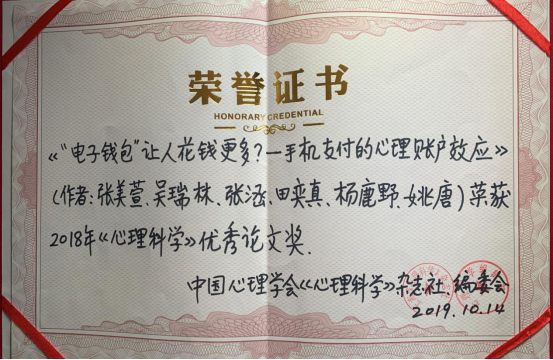 荣誉证书
HONORARY CREDENTIAL
《“电子钱包”让人花钱更多?—手机支付的心理账户效应》
(作者:张美萱、吴瑞林、张涵、田奕真、杨鹿野、姚唐)荣获
2018年《心理科学》优秀论文奖.
中国心理学会《心理科学》杂志社、编委会
2019.10.14